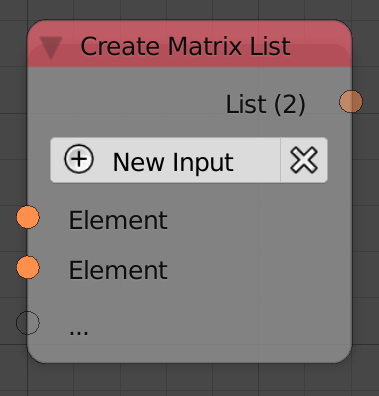 Create Matrix List
List (2)
New Input
Element
Element
...